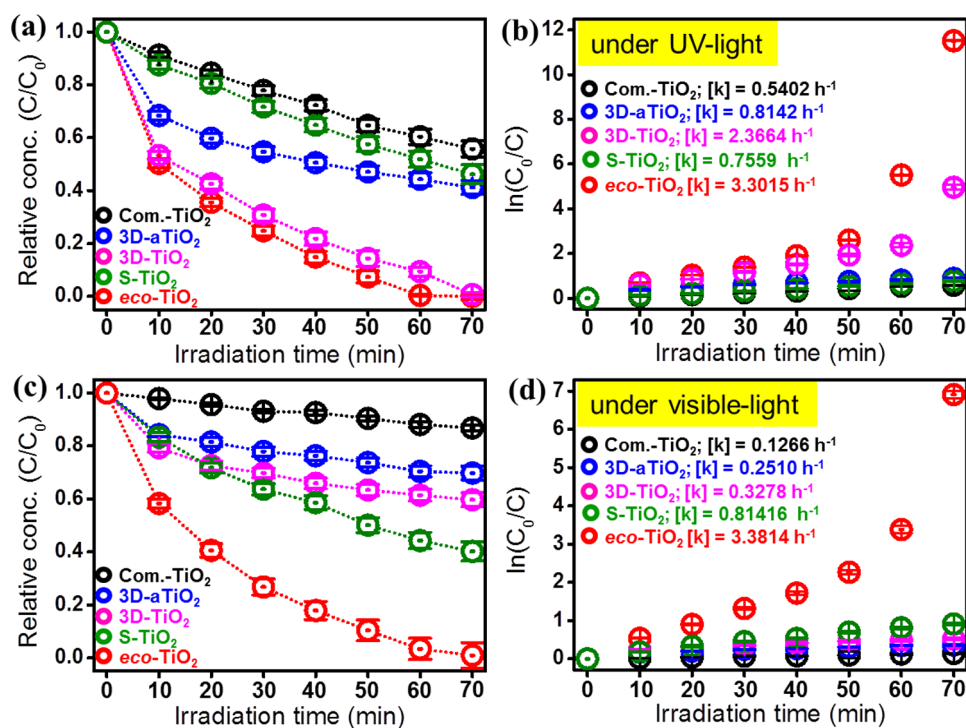 (a)
Relative conc. (C/C₀)
1.0
0.8
0.6
0.4
0.2
0.0
Com.-TiO₂
3D-aTiO₂
3D-TiO₂
S-TiO₂
eco-TiO₂
0 10 20 30 40 50 60 70
Irradiation time (min)
(b)
under UV-light
ln(C₀/C)
12
10
8
6
4
2
0
Com.-TiO₂; [k] = 0.5402 h⁻¹
3D-aTiO₂; [k] = 0.8142 h⁻¹
3D-TiO₂; [k] = 2.3664 h⁻¹
S-TiO₂; [k] = 0.7559 h⁻¹
eco-TiO₂ [k] = 3.3015 h⁻¹
0 10 20 30 40 50 60 70
Irradiation time (min)
(c)
Relative conc. (C/C₀)
1.0
0.8
0.6
0.4
0.2
0.0
Com.-TiO₂
3D-aTiO₂
3D-TiO₂
S-TiO₂
eco-TiO₂
0 10 20 30 40 50 60 70
Irradiation time (min)
(d)
under visible-light
ln(C₀/C)
7
6
5
4
3
2
1
0
Com.-TiO₂; [k] = 0.1266 h⁻¹
3D-aTiO₂; [k] = 0.2510 h⁻¹
3D-TiO₂; [k] = 0.3278 h⁻¹
S-TiO₂; [k] = 0.81416 h⁻¹
eco-TiO₂ [k] = 3.3814 h⁻¹
0 10 20 30 40 50 60 70
Irradiation time (min)